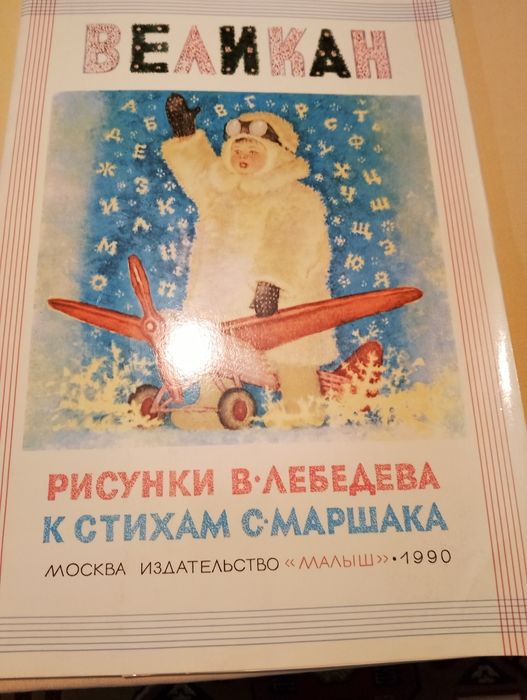 ВЕЛИКАН
А Б В Г Р С Т
Д Е Ж З И К Л М О П У Ф Х Ч Ш Щ Э Я
РИСУНКИ В·ЛЕБЕДЕВА
К СТИХАМ С·МАРШАКА
МОСКВА ИЗДАТЕЛЬСТВО «МАЛЫШ»·1990